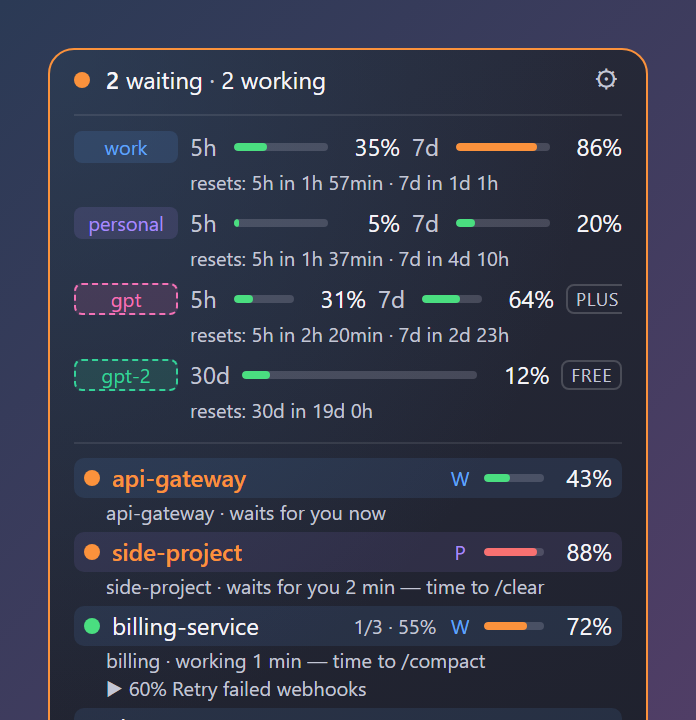 2 waiting · 2 working
work 5h 35% 7d 86%
resets: 5h in 1h 57min · 7d in 1d 1h
personal 5h 5% 7d 20%
resets: 5h in 1h 37min · 7d in 4d 10h
gpt 5h 31% 7d 64% PLUS
resets: 5h in 2h 20min · 7d in 2d 23h
gpt-2 30d 12% FREE
resets: 30d in 19d 0h
api-gateway W 43%
api-gateway · waits for you now
side-project P 88%
side-project · waits for you 2 min — time to /clear
billing-service 1/3 · 55% W 72%
billing · working 1 min — time to /compact
▶ 60% Retry failed webhooks